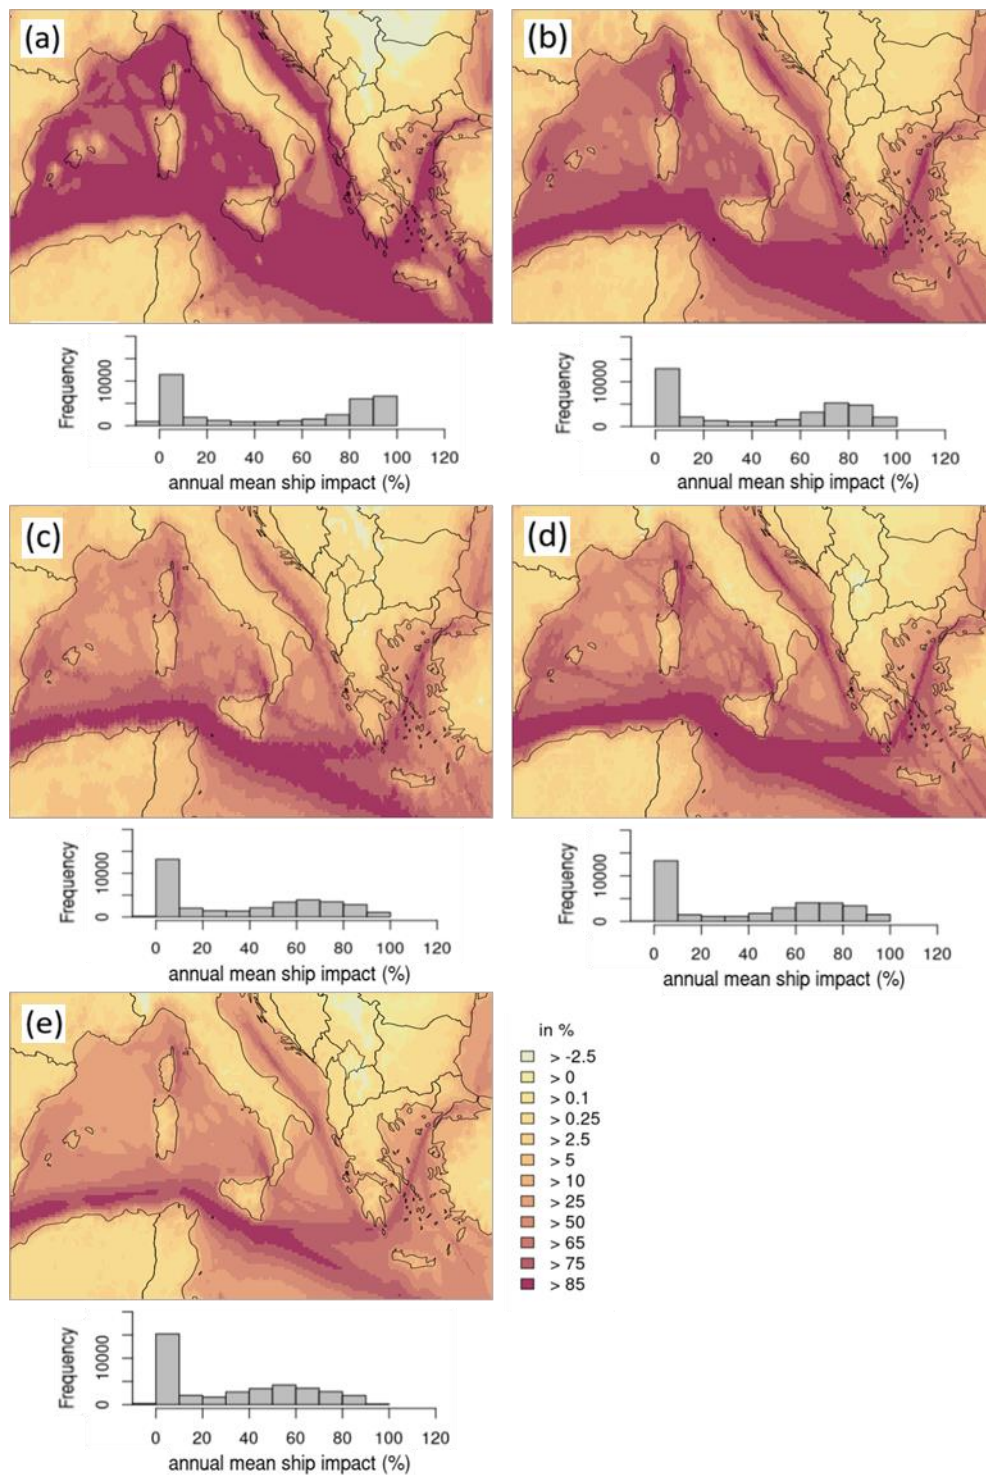 (a)
(b)
Frequency
0 10000
0 20 40 60 80 100 120
annual mean ship impact (%)
Frequency
0 10000
0 20 40 60 80 100 120
annual mean ship impact (%)
(c)
(d)
Frequency
0 10000
0 20 40 60 80 100 120
annual mean ship impact (%)
Frequency
0 10000
0 20 40 60 80 100 120
annual mean ship impact (%)
(e)
in %
> -2.5
> 0
> 0.1
> 0.25
> 2.5
> 5
> 10
> 25
> 50
> 65
> 75
> 85
Frequency
0 10000
0 20 40 60 80 100 120
annual mean ship impact (%)